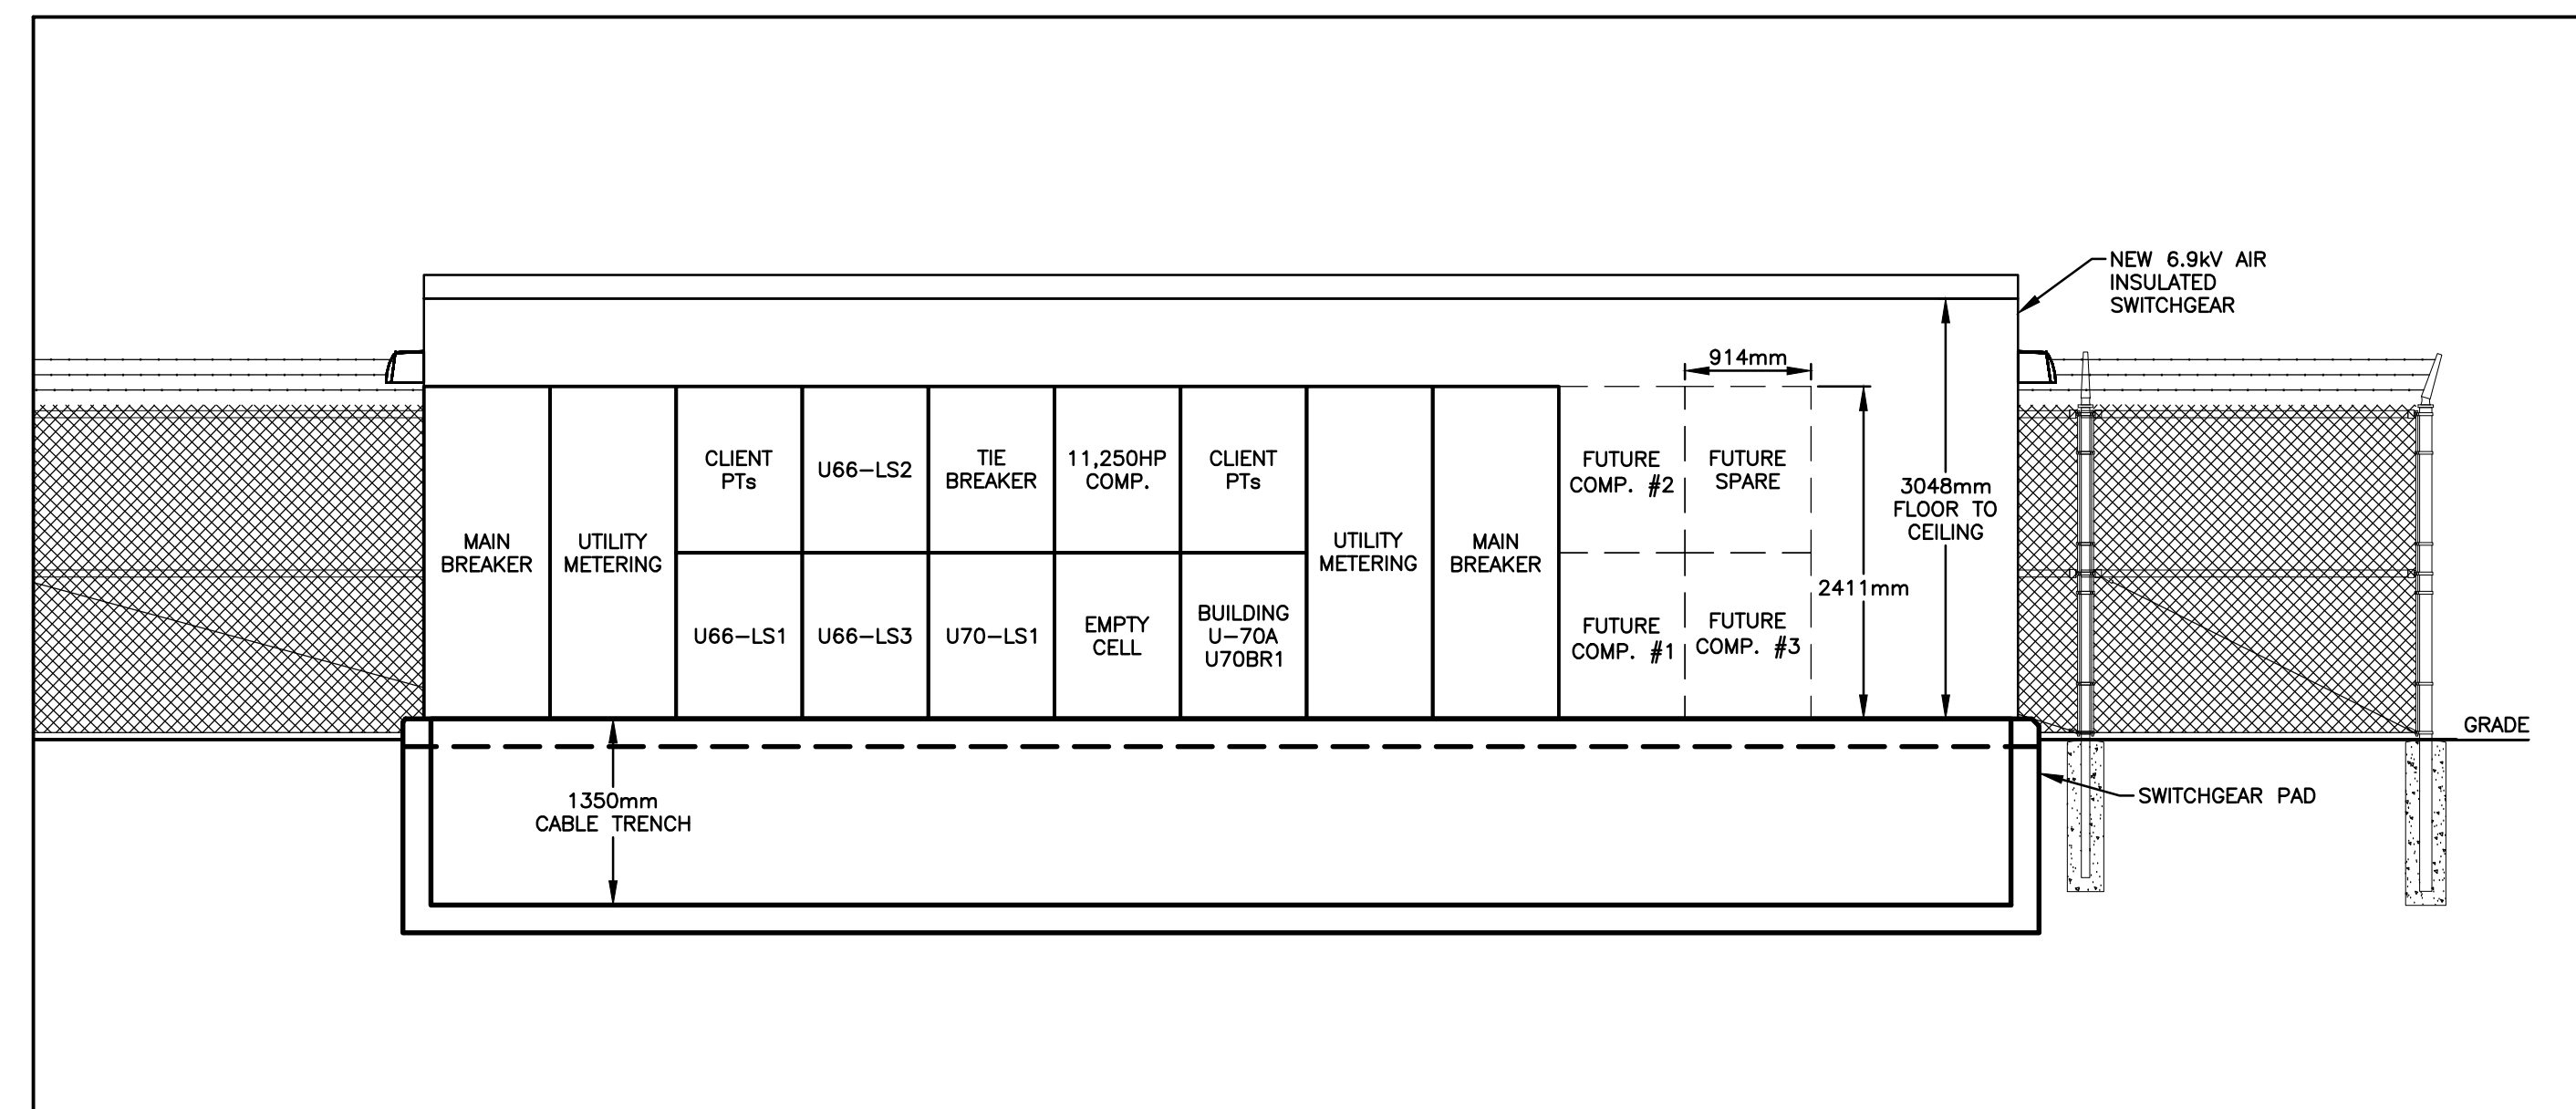 NEW 6.9kV AIR
INSULATED
SWITCHGEAR
914mm
3048mm
FLOOR TO
CEILING
2411mm
MAIN
BREAKER
UTILITY
METERING
CLIENT
PTs
U66-LS1
U66-LS2
U66-LS3
TIE
BREAKER
U70-LS1
11,250HP
COMP.
EMPTY
CELL
CLIENT
PTs
BUILDING
U-70A
U70BR1
UTILITY
METERING
MAIN
BREAKER
FUTURE
COMP. #2
FUTURE
COMP. #1
FUTURE
SPARE
FUTURE
COMP. #3
GRADE
SWITCHGEAR PAD
1350mm
CABLE TRENCH